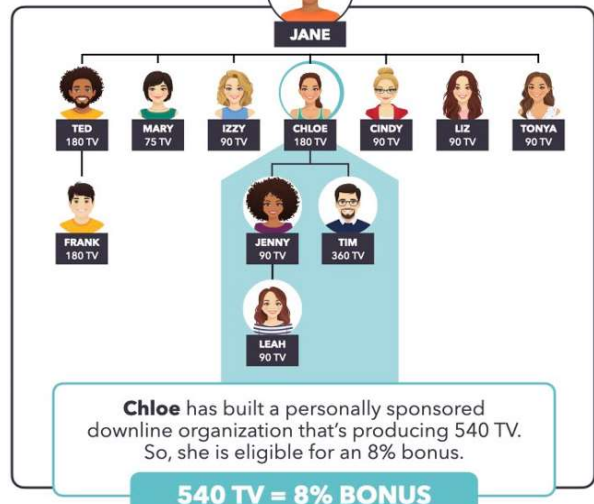 JANE
TED
180 TV
MARY
75 TV
IZZY
90 TV
CHLOE
180 TV
CINDY
90 TV
LIZ
90 TV
TONYA
90 TV
FRANK
180 TV
JENNY
90 TV
TIM
360 TV
LEAH
90 TV
Chloe has built a personally sponsored
downline organization that's producing 540 TV.
So, she is eligible for an 8% bonus.
540 TV = 8% BONUS